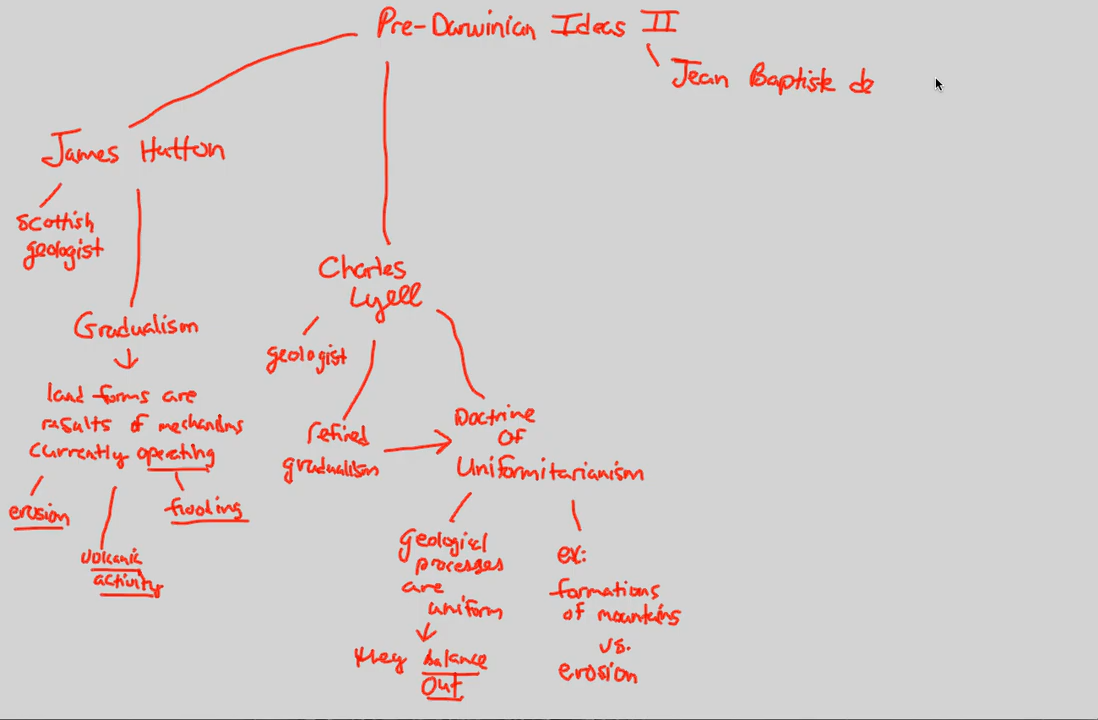 Pre-Darwinian Ideas II
Jean Baptiste de
James Hutton
Scottish
geologist
Gradualism
land forms are
results of mechanisms
currently operating
erosion
flooding
volcanic
activity
Charles
Lyell
geologist
refined
gradualism
Doctrine
Of
Uniformitarianism
geological
processes
are
uniform
they balance
Out
ex:
formations
of mountains
vs.
erosion